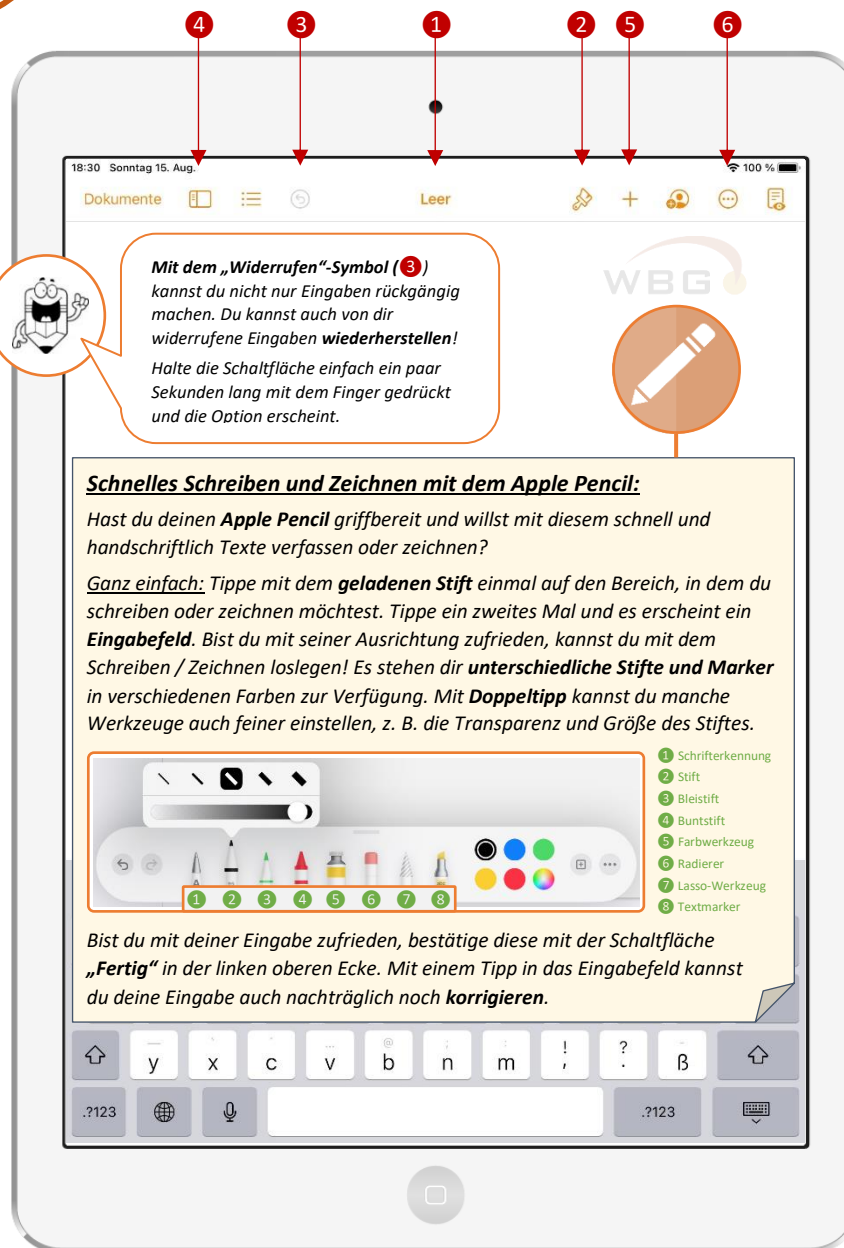 4 3 1 2 5 6
18:30 Sonntag 15. Aug. 100 %
Dokumente Leer
Mit dem „Widerrufen“-Symbol (3)
kannst du nicht nur Eingaben rückgängig
machen. Du kannst auch von dir
widerrufene Eingaben wiederherstellen!
Halte die Schaltfläche einfach ein paar
Sekunden lang mit dem Finger gedrückt
und die Option erscheint.
WBG
Schnelles Schreiben und Zeichnen mit dem Apple Pencil:
Hast du deinen Apple Pencil griffbereit und willst mit diesem schnell und
handschriftlich Texte verfassen oder zeichnen?
Ganz einfach: Tippe mit dem geladenen Stift einmal auf den Bereich, in dem du
schreiben oder zeichnen möchtest. Tippe ein zweites Mal und es erscheint ein
Eingabefeld. Bist du mit seiner Ausrichtung zufrieden, kannst du mit dem
Schreiben / Zeichnen loslegen! Es stehen dir unterschiedliche Stifte und Marker
in verschiedenen Farben zur Verfügung. Mit Doppeltipp kannst du manche
Werkzeuge auch feiner einstellen, z. B. die Transparenz und Größe des Stiftes.
1 2 3 4 5 6 7 8
1 Schrifterkennung
2 Stift
3 Bleistift
4 Buntstift
5 Farbwerkzeug
6 Radierer
7 Lasso-Werkzeug
8 Textmarker
Bist du mit deiner Eingabe zufrieden, bestätige diese mit der Schaltfläche
„Fertig“ in der linken oberen Ecke. Mit einem Tipp in das Eingabefeld kannst
du deine Eingabe auch nachträglich noch korrigieren.
@ ; : ! ?
y x c v b n m , . ß
.?123 .?123